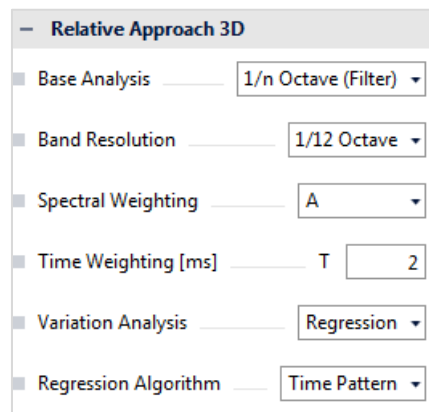 − Relative Approach 3D
Base Analysis 1/n Octave (Filter)
Band Resolution 1/12 Octave
Spectral Weighting A
Time Weighting [ms] T 2
Variation Analysis Regression
Regression Algorithm Time Pattern